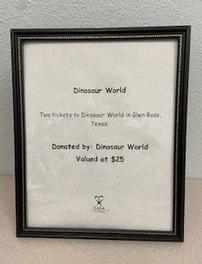 Dinosaur World
Two tickets to Dinosaur World in Glen Rose,
Texas.
Donated by: Dinosaur World
Valued at $25